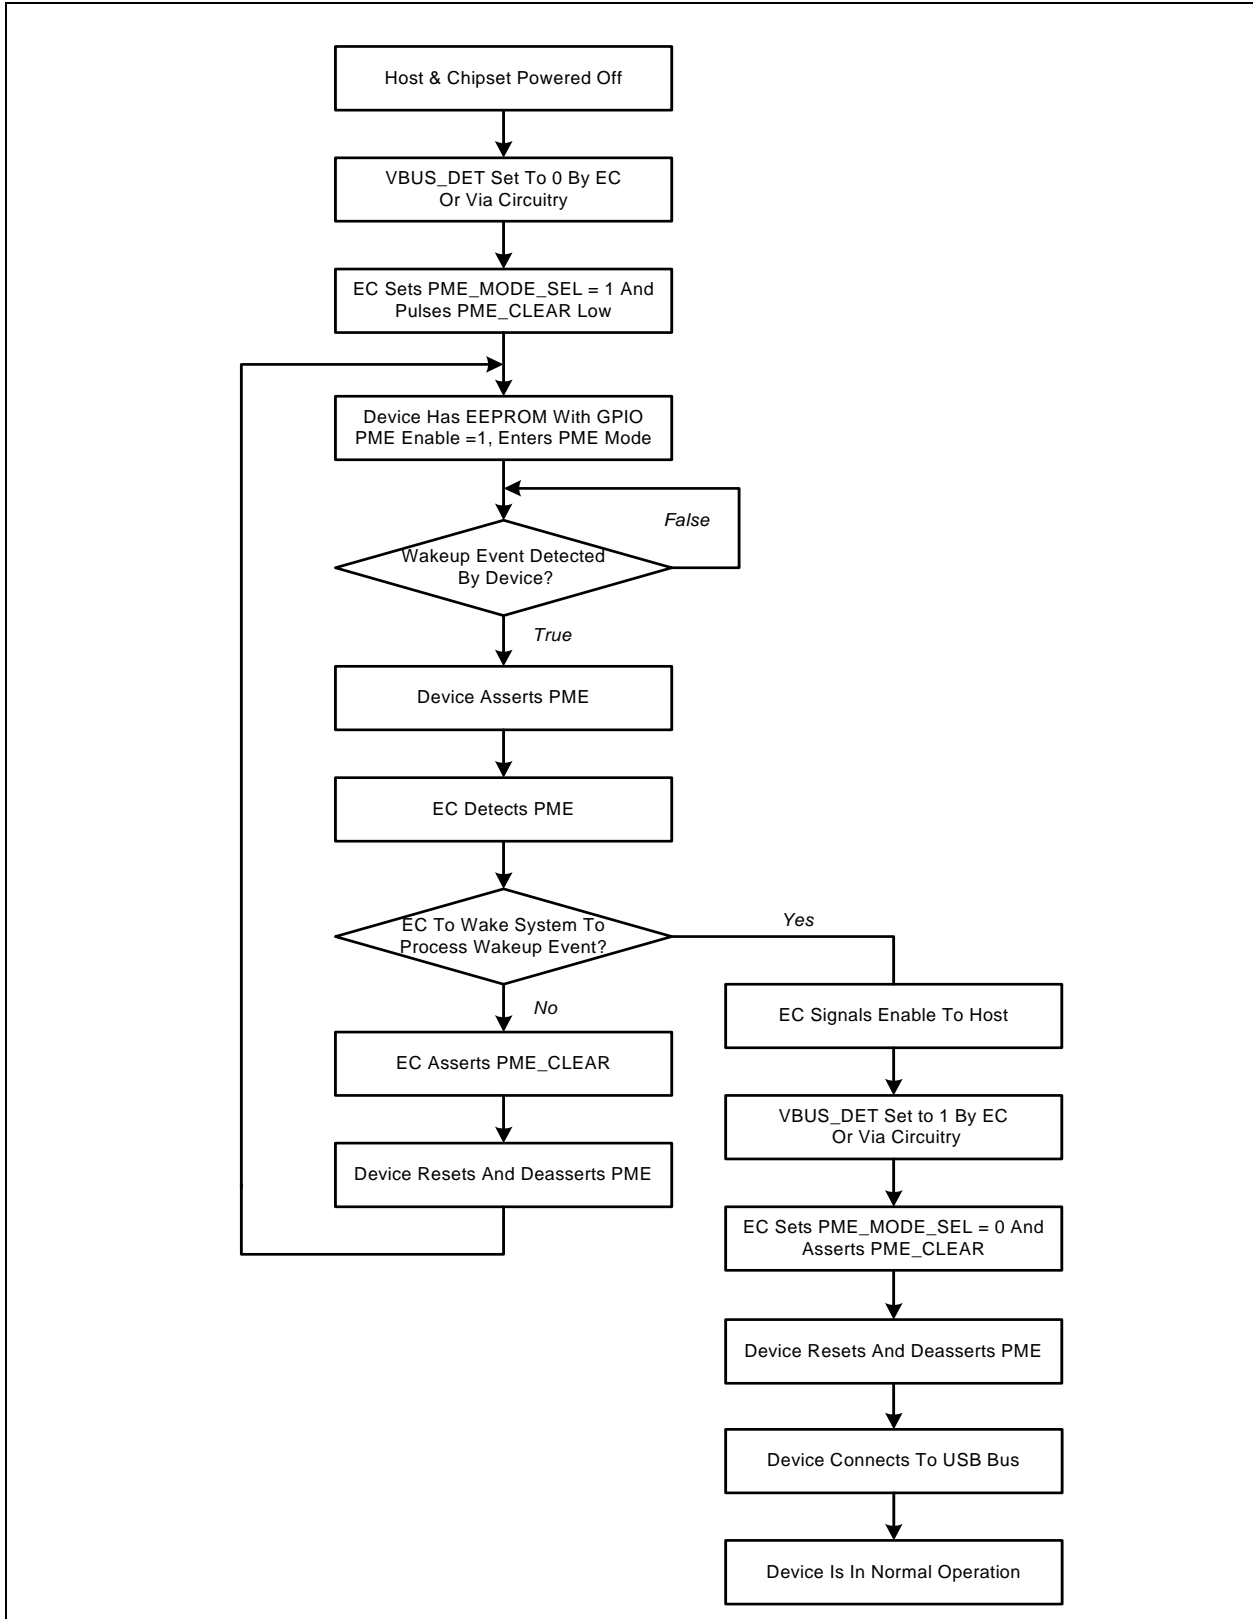 Host & Chipset Powered Off
VBUS_DET Set To 0 By EC
Or Via Circuitry
EC Sets PME_MODE_SEL = 1 And
Pulses PME_CLEAR Low
Device Has EEPROM With GPIO
PME Enable =1, Enters PME Mode
False
Wakeup Event Detected
By Device?
True
Device Asserts PME
EC Detects PME
EC To Wake System To
Process Wakeup Event?
Yes
No
EC Asserts PME_CLEAR
Device Resets And Deasserts PME
EC Signals Enable To Host
VBUS_DET Set to 1 By EC
Or Via Circuitry
EC Sets PME_MODE_SEL = 0 And
Asserts PME_CLEAR
Device Resets And Deasserts PME
Device Connects To USB Bus
Device Is In Normal Operation